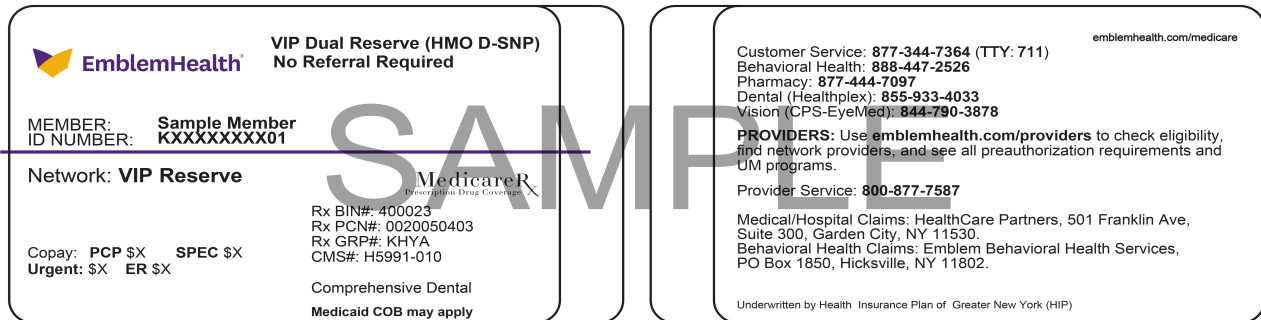 EmblemHealth®
VIP Dual Reserve (HMO D-SNP)
No Referral Required
MEMBER: Sample Member
ID NUMBER: KXXXXXXXX01
Network: VIP Reserve
MedicareRx
Prescription Drug Coverage
Rx BIN#: 400023
Rx PCN#: 0020050403
Rx GRP#: KHYA
CMS#: H5991-010
Copay: PCP $X SPEC $X
Urgent: $X ER $X
Comprehensive Dental
Medicaid COB may apply
SAMPLE
emblemhealth.com/medicare
Customer Service: 877-344-7364 (TTY: 711)
Behavioral Health: 888-447-2526
Pharmacy: 877-444-7097
Dental (Healthplex): 855-933-4033
Vision (CPS-EyeMed): 844-790-3878
PROVIDERS: Use emblemhealth.com/providers to check eligibility,
find network providers, and see all preauthorization requirements and
UM programs.
Provider Service: 800-877-7587
Medical/Hospital Claims: HealthCare Partners, 501 Franklin Ave,
Suite 300, Garden City, NY 11530.
Behavioral Health Claims: Emblem Behavioral Health Services,
PO Box 1850, Hicksville, NY 11802.
Underwritten by Health Insurance Plan of Greater New York (HIP)